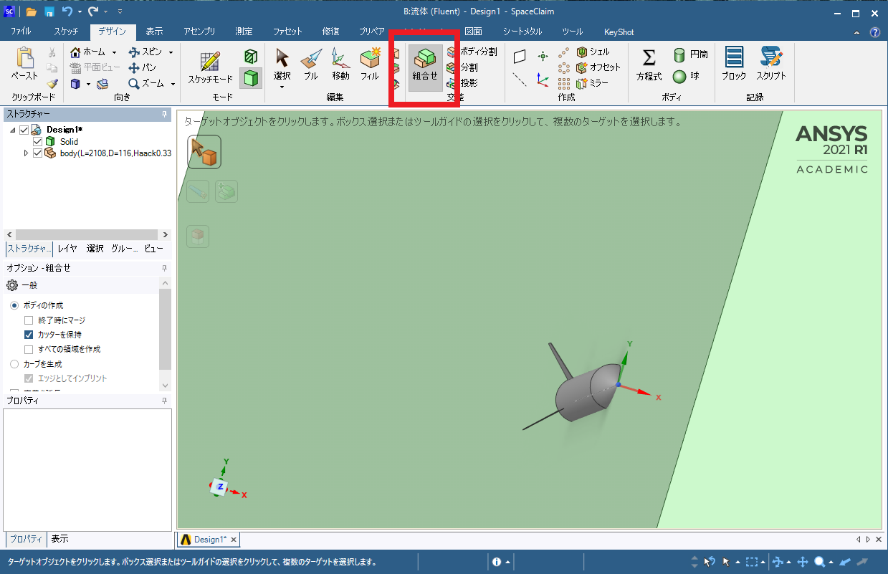 B:流体 (Fluent) - Design1 - SpaceClaim
ファイル スケッチ デザイン 表示 アセンブリ 測定 ファセット 修復 プリペア 図面 シートメタル ツール KeyShot
ペースト
クリップボード
ホーム スピン
平面ビュー パン
ズーム
向き
スケッチモード
モード
選択 プル 移動 フィル
編集
組合せ
ボディ分割
分割
投影
交差
シェル
オフセット
ミラー
作成
方程式
円筒
球
ボディ
ブロック スクリプト
記録
ストラクチャー
Design1*
Solid
body(L=2108,D=116,Haack0.33
ストラクチャ... レイヤ 選択 グルー... ビュー
オプション - 組合せ
一般
ボディの作成
終了時にマージ
カッターを保持
すべての領域を作成
カーブを生成
エッジとしてインプリント
プロパティ
プロパティ 表示
ターゲットオブジェクトをクリックします。ボックス選択またはツールガイドの選択をクリックして、複数のターゲットを選択します。
ANSYS
2021 R1
ACADEMIC
Y
X
Y
Z
X
Design1*
ターゲットオブジェクトをクリックします。ボックス選択またはツールガイドの選択をクリックして、複数のターゲットを選択します。